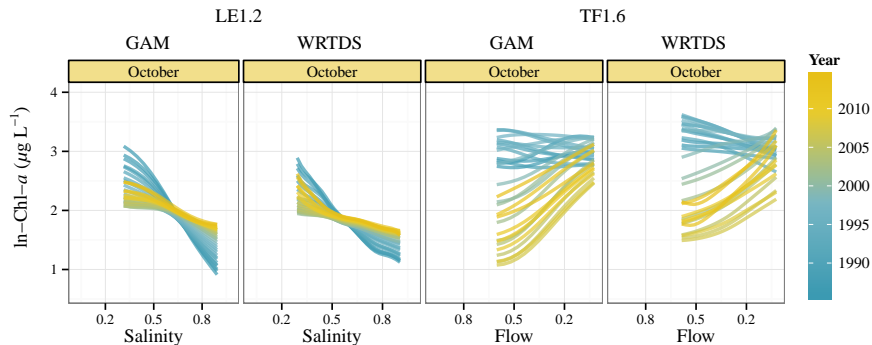 LE1.2 TF1.6
GAM WRTDS GAM WRTDS
October October October October
Year
ln−Chl−a (µg L−1)
4
3
2
1
2010
2005
2000
1995
1990
0.2 0.5 0.8 0.2 0.5 0.8 0.8 0.5 0.2 0.8 0.5 0.2
Salinity Salinity Flow Flow